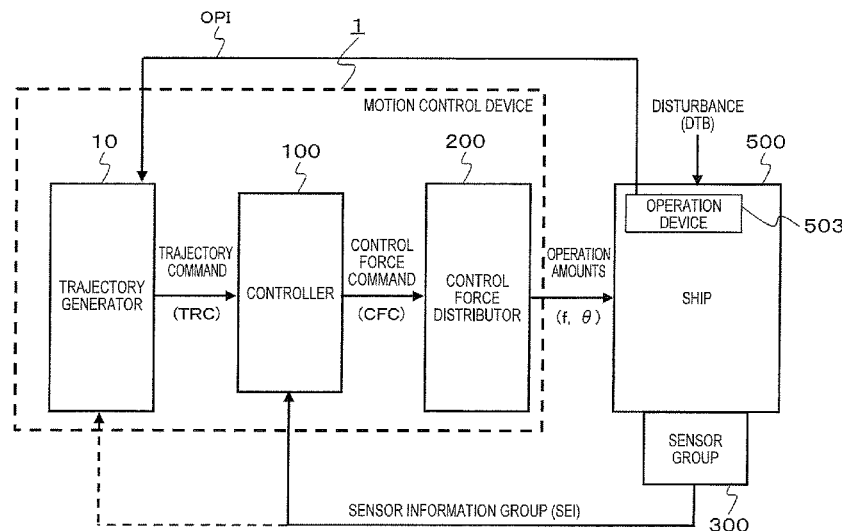 OPI
1
MOTION CONTROL DEVICE
DISTURBANCE
(DTB)
10
100
200
500
OPERATION
DEVICE
503
TRAJECTORY
GENERATOR
TRAJECTORY
COMMAND
(TRC)
CONTROLLER
CONTROL
FORCE
COMMAND
(CFC)
CONTROL
FORCE
DISTRIBUTOR
OPERATION
AMOUNTS
(f, θ)
SHIP
SENSOR
GROUP
SENSOR INFORMATION GROUP (SEI)
300